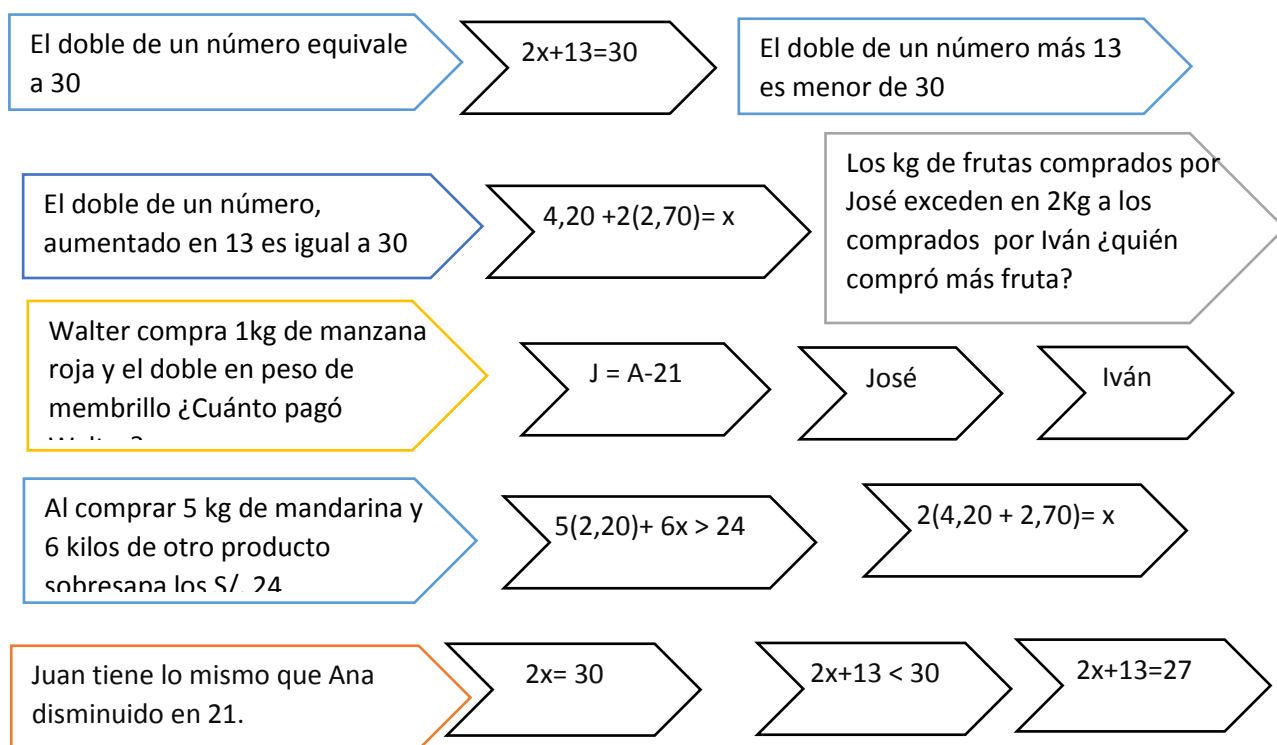 El doble de un número equivale
a 30
2x+13=30
El doble de un número más 13
es menor de 30
El doble de un número,
aumentado en 13 es igual a 30
4,20 +2(2,70)= x
Los kg de frutas comprados por
José exceden en 2Kg a los
comprados por Iván ¿quién
compró más fruta?
Walter compra 1kg de manzana
roja y el doble en peso de
membrillo ¿Cuánto pagó
J = A-21
José
Iván
Al comprar 5 kg de mandarina y
6 kilos de otro producto
sobresapa los S/. 24
5(2,20)+ 6x > 24
2(4,20 + 2,70)= x
Juan tiene lo mismo que Ana
disminuido en 21.
2x= 30
2x+13 < 30
2x+13=27